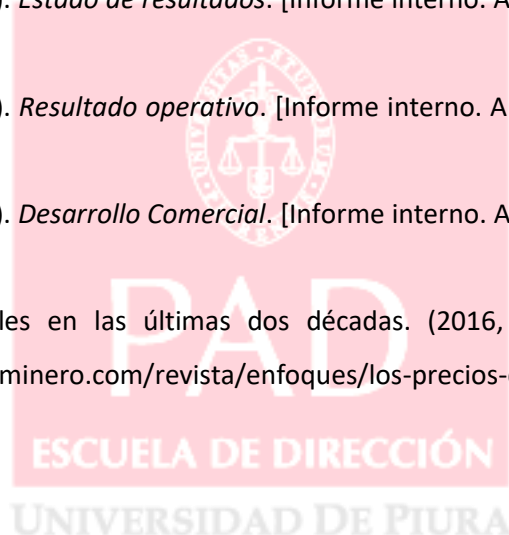 ). Estado de resultados. [Informe interno. A
). Resultado operativo. [Informe interno. A
). Desarrollo Comercial. [Informe interno. A
les en las últimas dos décadas. (2016,
minero.com/revista/enfoques/los-precios-
PAD
ESCUELA DE DIRECCIÓN
UNIVERSIDAD DE PIURA